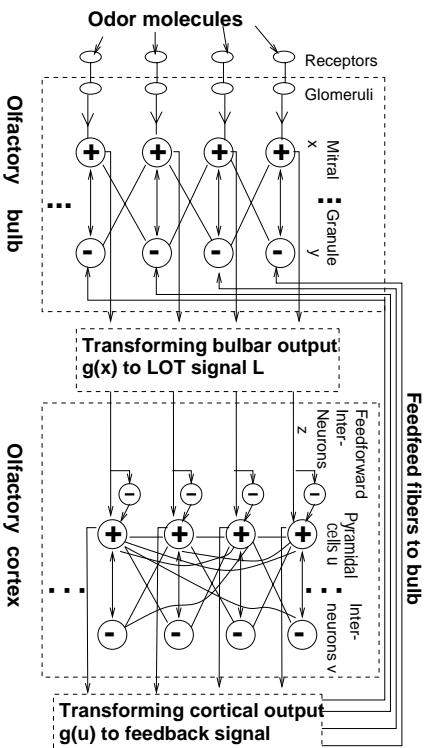 Odor molecules
Receptors
Glomeruli
Mitral
x
Granule
y
Olfactory bulb
Transforming bulbar output
g(x) to LOT signal L
Feedforward
Inter-
Neurons
z
Pyramidal
cells u
Inter-
neurons v
Olfactory cortex
Feedfeed fibers to bulb
Transforming cortical output
g(u) to feedback signal